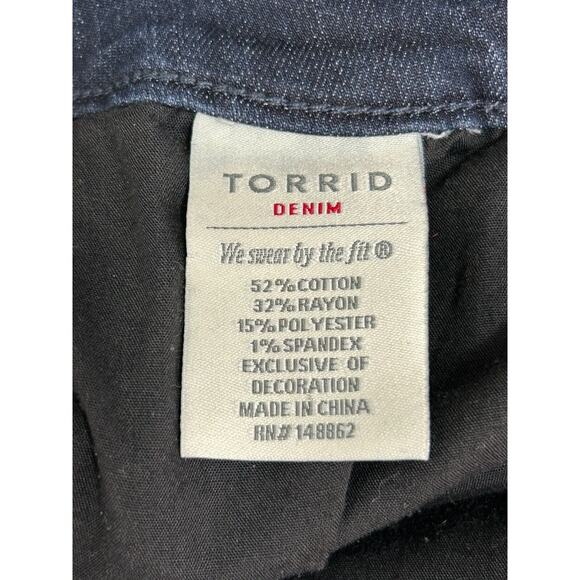 TORRID
DENIM
We swear by the fit ®
52% COTTON
32% RAYON
15% POLYESTER
1% SPANDEX
EXCLUSIVE OF
DECORATION
MADE IN CHINA
RN# 148862